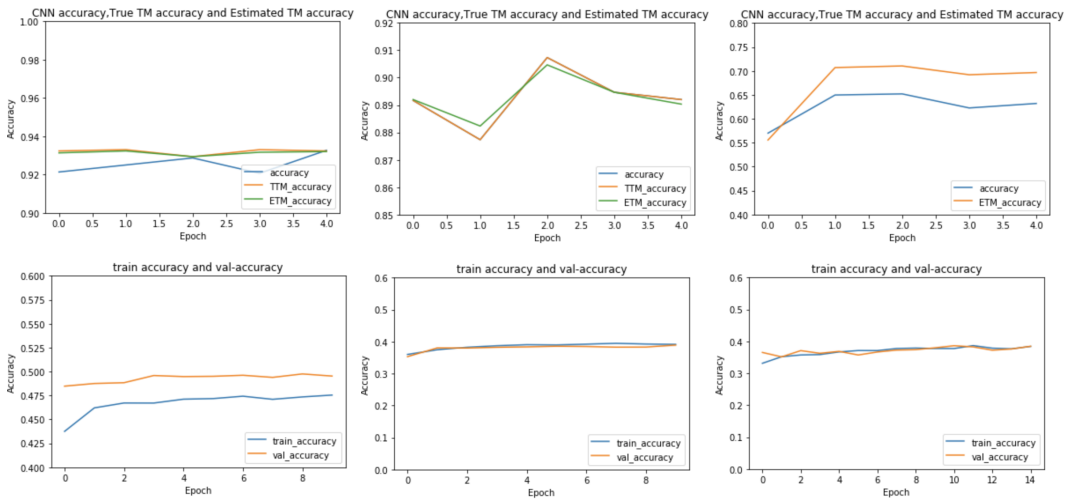 CNN accuracy,True TM accuracy and Estimated TM accuracy
1.00
0.98
0.96
0.94
0.92
0.90
Accuracy
0.0 0.5 1.0 1.5 2.0 2.5 3.0 3.5 4.0
Epoch
accuracy
TTM_accuracy
ETM_accuracy
CNN accuracy,True TM accuracy and Estimated TM accuracy
0.92
0.91
0.90
0.89
0.88
0.86
0.86
0.85
Accuracy
0.0 0.5 1.0 1.5 2.0 2.5 3.0 3.5 4.0
Epoch
accuracy
TTM_accuracy
ETM_accuracy
CNN accuracy,True TM accuracy and Estimated TM accuracy
0.80
0.75
0.70
0.65
0.60
0.55
0.50
0.45
0.40
Accuracy
0.0 0.5 1.0 1.5 2.0 2.5 3.0 3.5 4.0
Epoch
accuracy
ETM_accuracy
train accuracy and val-accuracy
0.600
0.575
0.550
0.525
0.500
0.475
0.450
0.425
0.400
Accuracy
0 2 4 6 8
Epoch
train_accuracy
val_accuracy
train accuracy and val-accuracy
0.6
0.5
0.4
0.3
0.2
0.1
0.0
Accuracy
0 2 4 6 8
Epoch
train_accuracy
val_accuracy
train accuracy and val-accuracy
0.6
0.5
0.4
0.3
0.2
0.1
0.0
Accuracy
0 2 4 6 8 10 12 14
Epoch
train_accuracy
val_accuracy